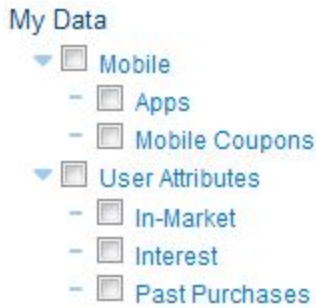 My Data
Mobile
Apps
Mobile Coupons
User Attributes
In-Market
Interest
Past Purchases